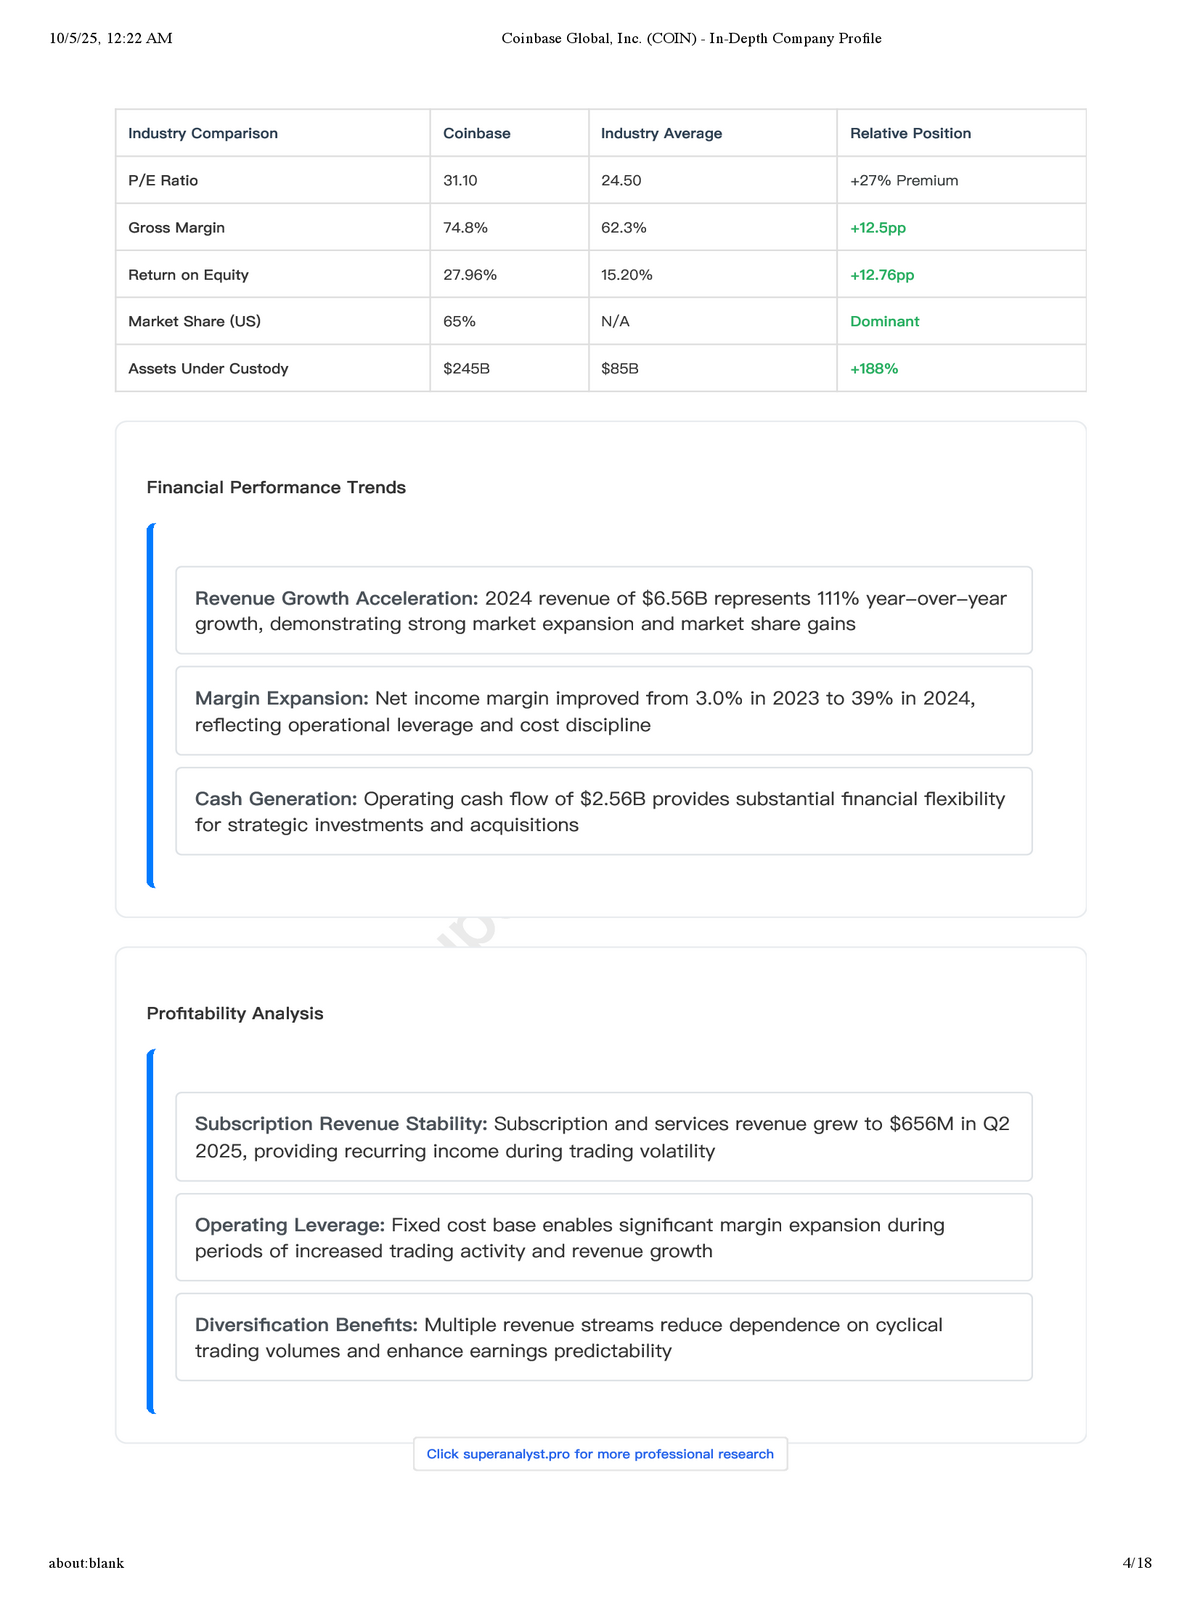 10/5/25, 12:22 AM Coinbase Global, Inc. (COIN) - In-Depth Company Profile
Industry Comparison Coinbase Industry Average Relative Position
P/E Ratio 31.10 24.50 +27% Premium
Gross Margin 74.8% 62.3% +12.5pp
Return on Equity 27.96% 15.20% +12.76pp
Market Share (US) 65% N/A Dominant
Assets Under Custody $245B $85B +188%
Financial Performance Trends
Revenue Growth Acceleration: 2024 revenue of $6.56B represents 111% year-over-year
growth, demonstrating strong market expansion and market share gains
Margin Expansion: Net income margin improved from 3.0% in 2023 to 39% in 2024,
reflecting operational leverage and cost discipline
Cash Generation: Operating cash flow of $2.56B provides substantial financial flexibility
for strategic investments and acquisitions
Profitability Analysis
Subscription Revenue Stability: Subscription and services revenue grew to $656M in Q2
2025, providing recurring income during trading volatility
Operating Leverage: Fixed cost base enables significant margin expansion during
periods of increased trading activity and revenue growth
Diversification Benefits: Multiple revenue streams reduce dependence on cyclical
trading volumes and enhance earnings predictability
Click superanalyst.pro for more professional research
about:blank 4/18